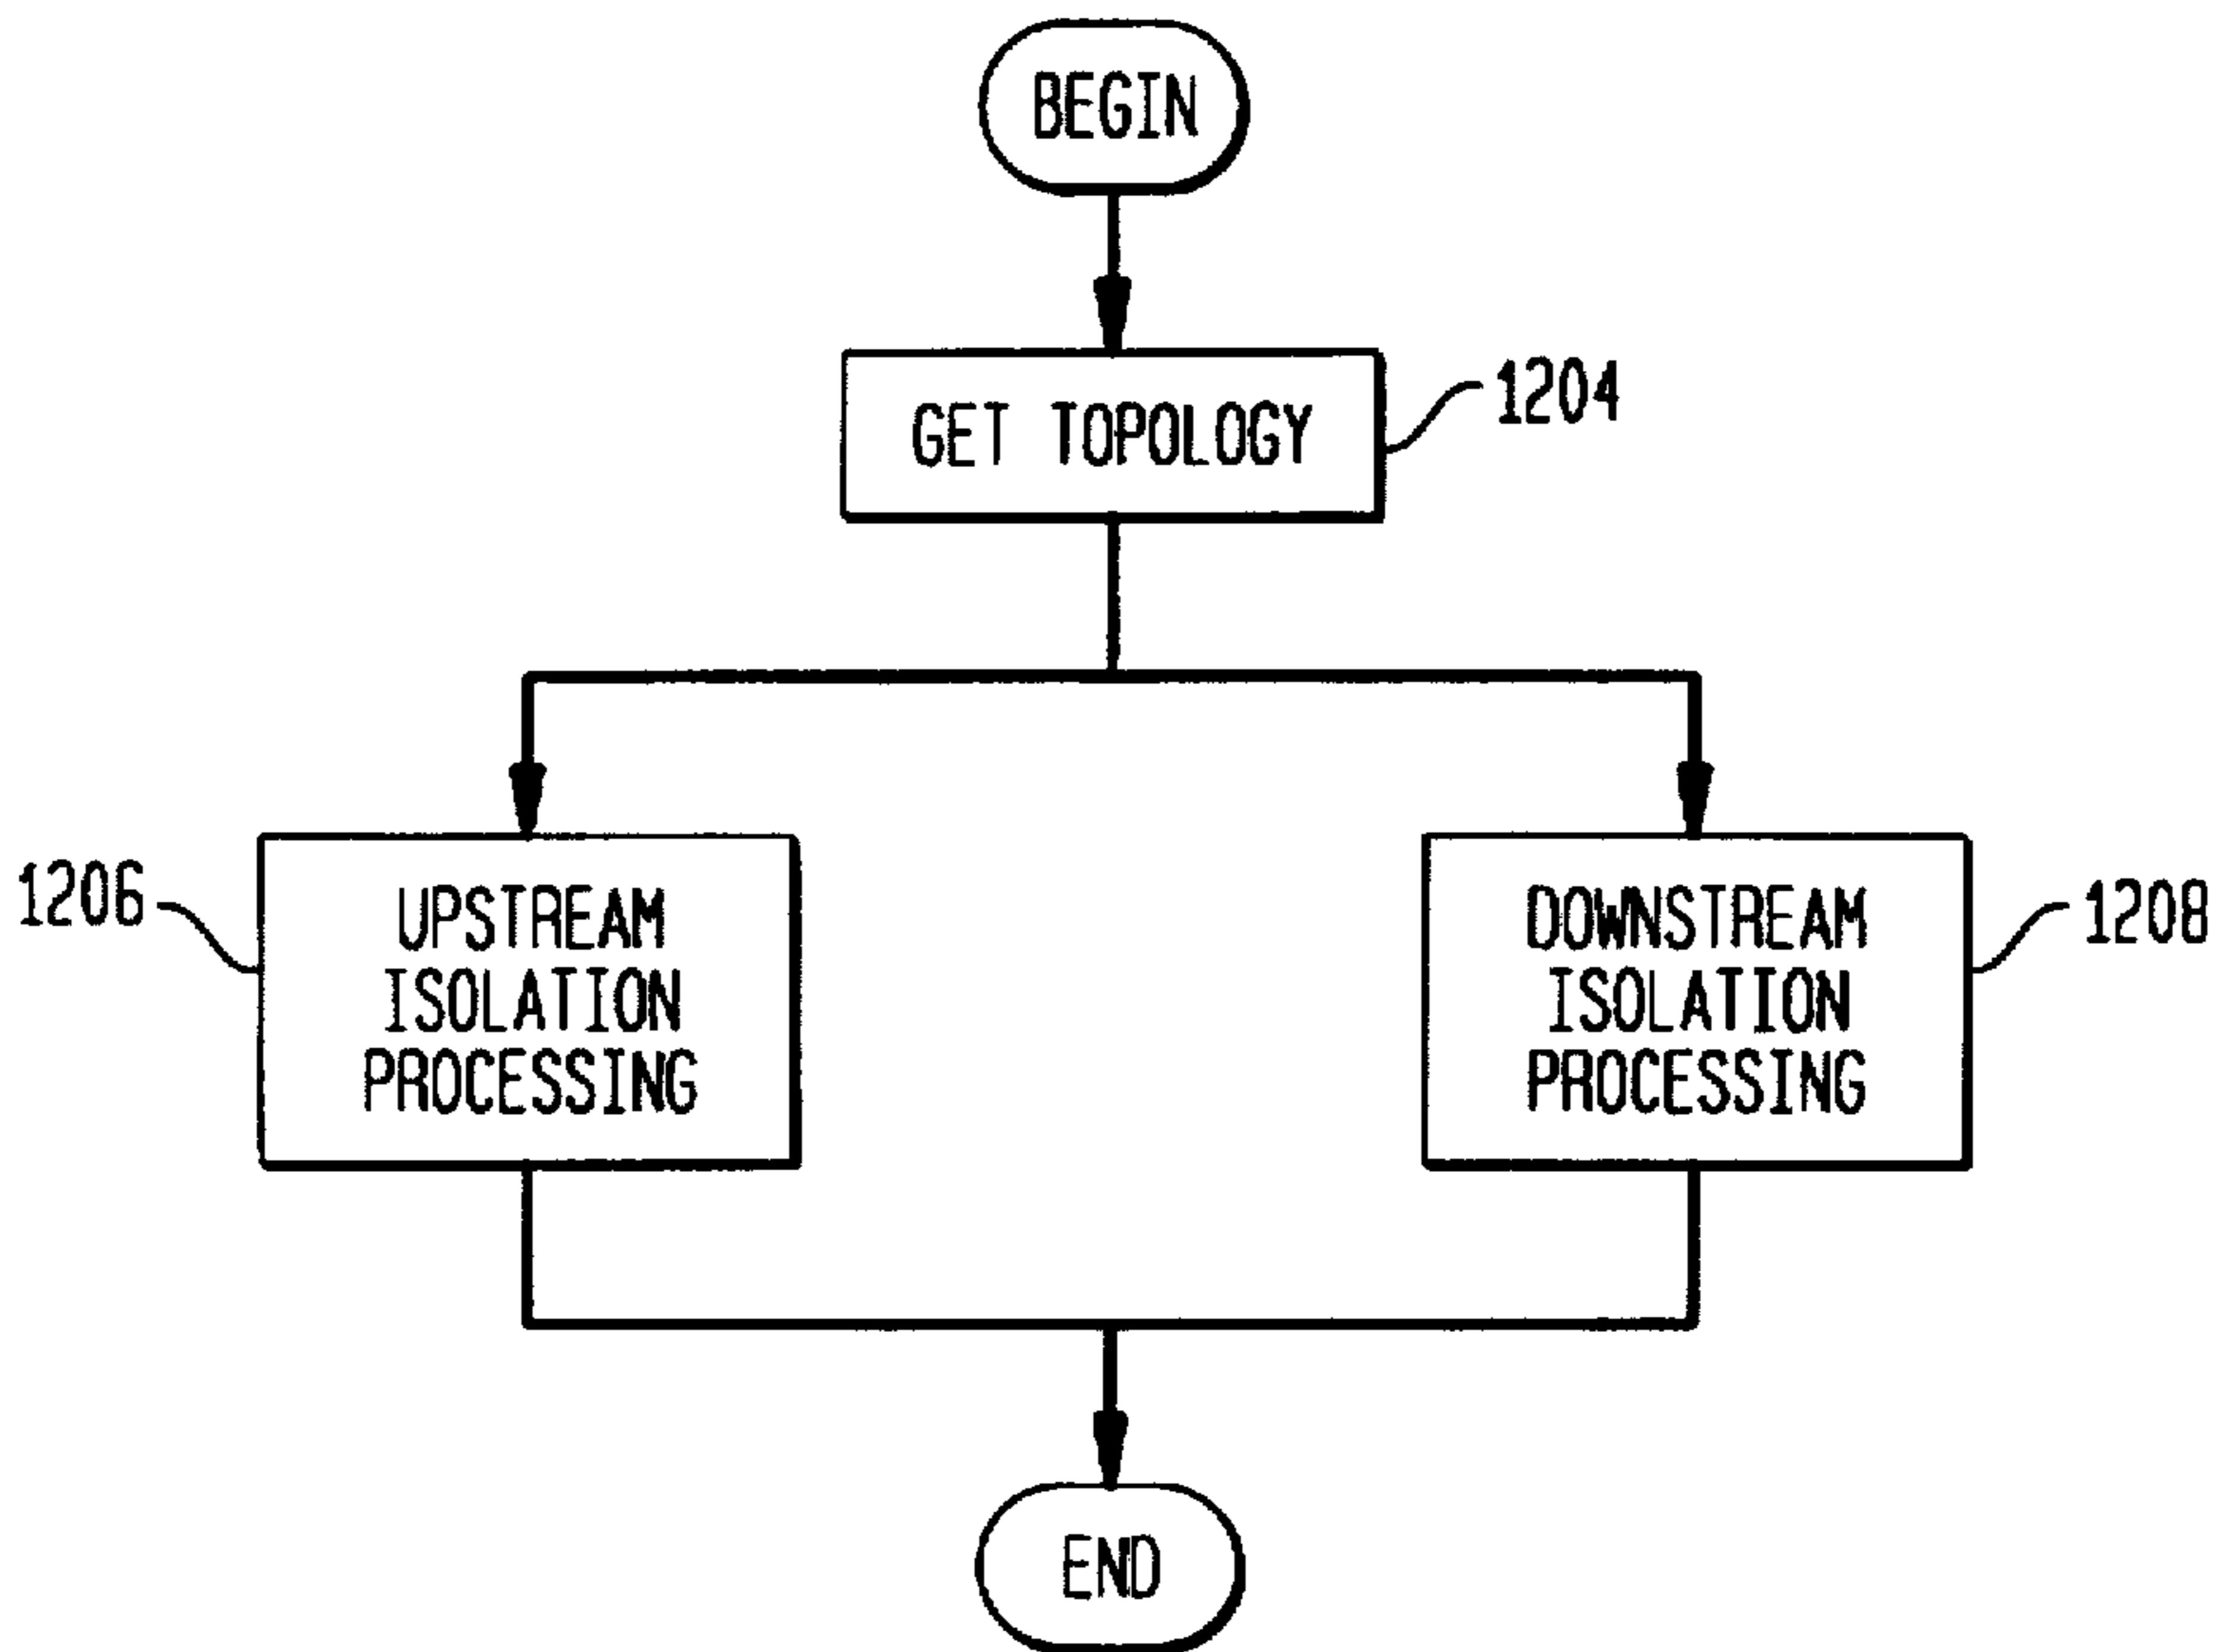 BEGIN
GET TOPOLOGY
1204
1206
UPSTREAM
ISOLATION
PROCESSING
DOWNSTREAM
ISOLATION
PROCESSING
1208
END